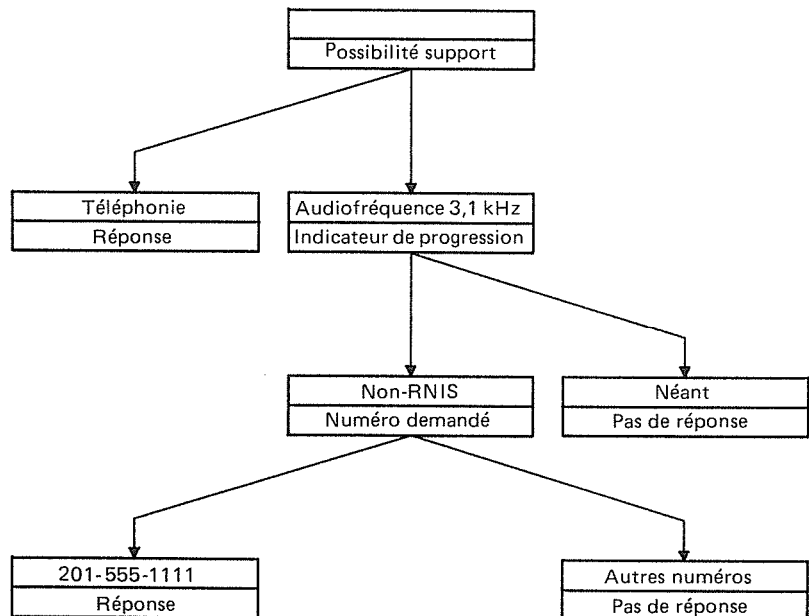 Possibilité support
Téléphonie
Réponse
Audiofréquence 3,1 kHz
Indicateur de progression
Non-RNIS
Numéro demandé
Néant
Pas de réponse
201-555-1111
Réponse
Autres numéros
Pas de réponse